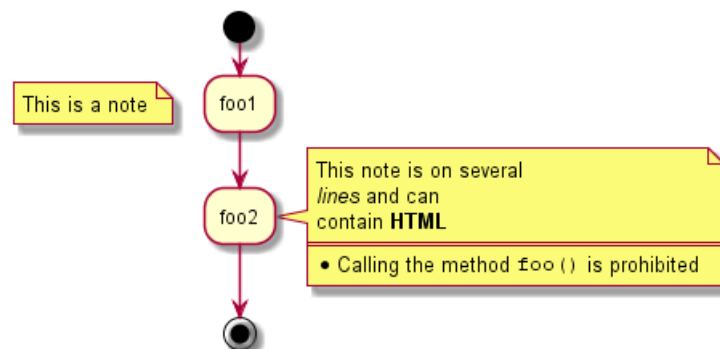 foo1
This is a note
This note is on several
lines and can
foo2
contain HTML
• Calling the method foo() is prohibited